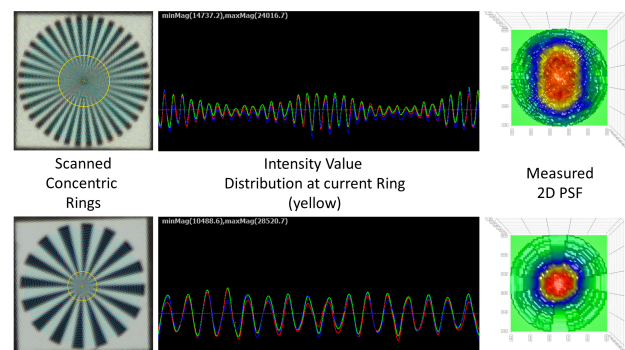 minMag(14737.2),maxMag(24016.7)
Scanned
Concentric
Rings
Intensity Value
Distribution at current Ring
(yellow)
Measured
2D PSF
minMag(10488.6),maxMag(28520.7)